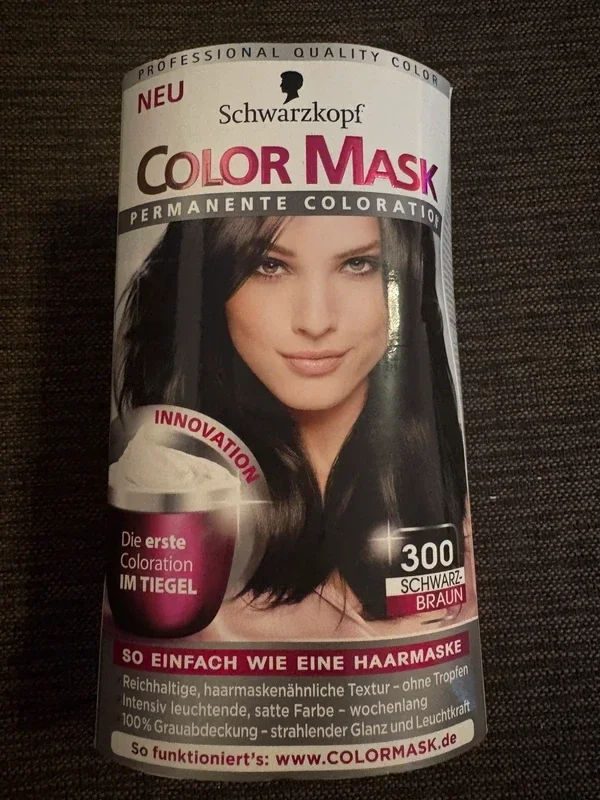 PROFESSIONAL QUALITY COLOR
NEU
Schwarzkopf
COLOR MASK
PERMANENTE COLORATION
INNOVATION
Die erste
Coloration
IM TIEGEL
300
SCHWARZ-
BRAUN
SO EINFACH WIE EINE HAARMASKE
Reichhaltige, haarmaskenähnliche Textur – ohne Tropfen
Intensiv leuchtende, satte Farbe – wochenlang
100% Grauabdeckung – strahlender Glanz und Leuchtkraft
So funktioniert's: www.COLORMASK.de